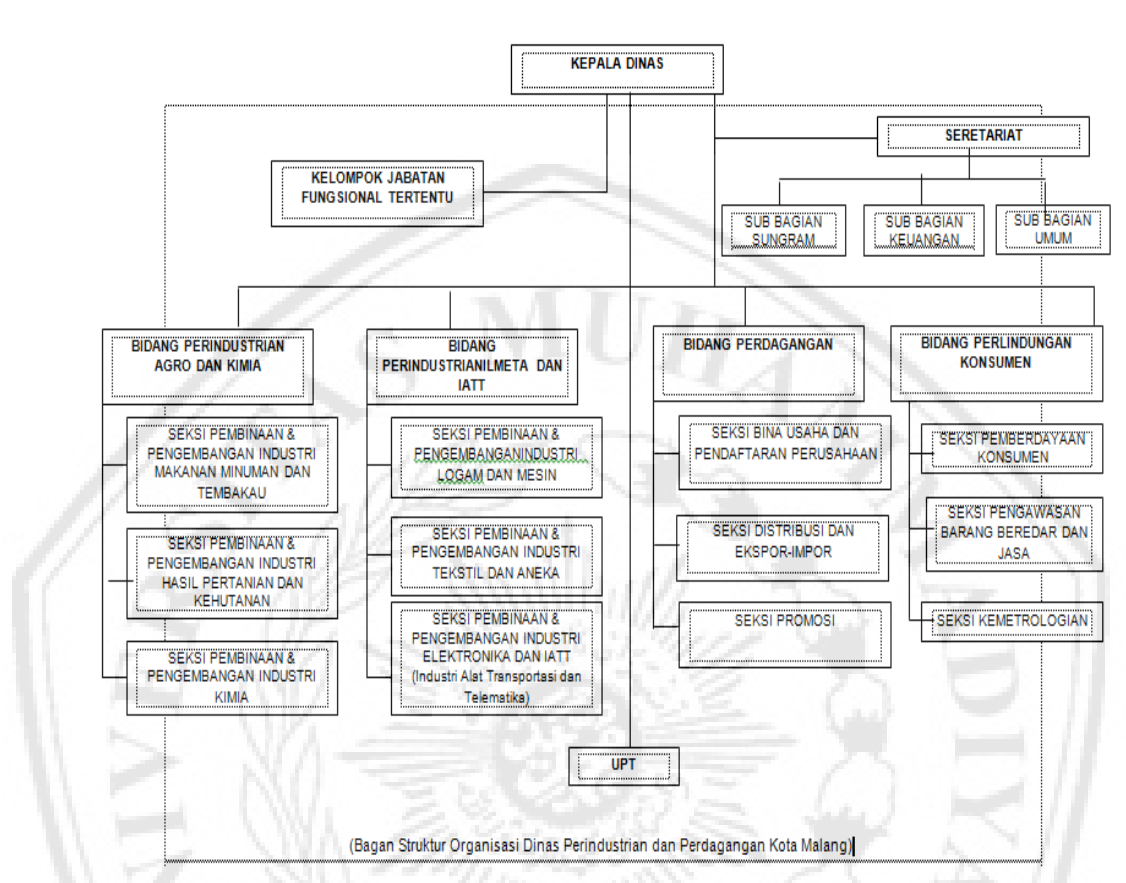 KEPALA DINAS
SERETARIAT
KELOMPOK JABATAN
FUNGSIONAL TERTENTU
SUB BAGIAN
SUNGRAM
SUB BAGIAN
KEUANGAN
SUB BAGIAN
UMUM
BIDANG PERINDUSTRIAN
AGRO DAN KIMIA
BIDANG
PERINDUSTRIANILMETA DAN
IATT
BIDANG PERDAGANGAN
BIDANG PERLINDUNGAN
KONSUMEN
SEKSI PEMBINAAN &
PENGEMBANGAN INDUSTRI
MAKANAN MINUMAN DAN
TEMBAKAU
SEKSI PEMBINAAN &
PENGEMBANGANINDUSTRI
LOGAM DAN MESIN
SEKSI BINA USAHA DAN
PENDAFTARAN PERUSAHAAN
SEKSI PEMBERDAYAAN
KONSUMEN
SEKSI PEMBINAAN &
PENGEMBANGAN INDUSTRI
HASIL PERTANIAN DAN
KEHUTANAN
SEKSI PEMBINAAN &
PENGEMBANGAN INDUSTRI
TEKSTIL DAN ANEKA
SEKSI DISTRIBUSI DAN
EKSPOR-IMPOR
SEKSI PENGAWASAN
BARANG BEREDAR DAN
JASA
SEKSI PEMBINAAN &
PENGEMBANGAN INDUSTRI
KIMIA
SEKSI PEMBINAAN &
PENGEMBANGAN INDUSTRI
ELEKTRONIKA DAN IATT
(Industri Alat Transportasi dan
Telematika)
SEKSI PROMOSI
SEKSI KEMETROLOGIAN
UPT
(Bagan Struktur Organisasi Dinas Perindustrian dan Perdagangan Kota Malang)